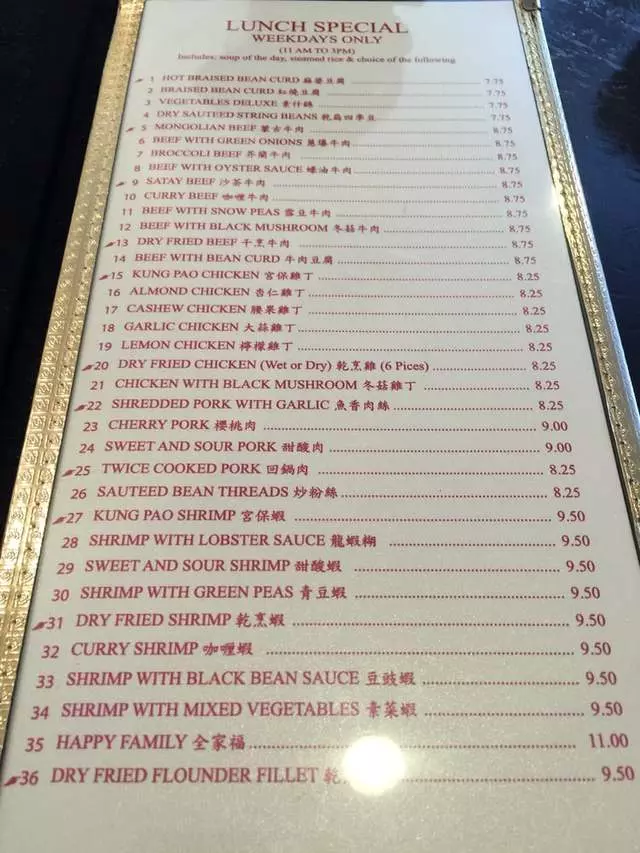 LUNCH SPECIAL
WEEKDAYS ONLY
(11 AM TO 3PM)
Includes, soup of the day, steamed rice & choice of the following
1 HOT BRAISED BEAN CURD 麻婆豆腐 7.75
2 BRAISED BEAN CURD 紅燒豆腐 7.75
3 VEGETABLES DELUXE 素什錦 7.75
4 DRY SAUTEED STRING BEANS 乾扁四季豆 7.75
5 MONGOLIAN BEEF 蒙古牛肉 8.75
6 BEEF WITH GREEN ONIONS 蔥爆牛肉 8.75
7 BROCCOLI BEEF 芥蘭牛肉 8.75
8 BEEF WITH OYSTER SAUCE 蠔油牛肉 8.75
9 SATAY BEEF 沙茶牛肉 8.75
10 CURRY BEEF 咖喱牛肉 8.75
11 BEEF WITH SNOW PEAS 雪豆牛肉 8.75
12 BEEF WITH BLACK MUSHROOM 冬菇牛肉 8.75
13 DRY FRIED BEEF 干烹牛肉 8.75
14 BEEF WITH BEAN CURD 牛肉豆腐 8.75
15 KUNG PAO CHICKEN 宮保雞丁 8.25
16 ALMOND CHICKEN 杏仁雞丁 8.25
17 CASHEW CHICKEN 腰果雞丁 8.25
18 GARLIC CHICKEN 大蒜雞丁 8.25
19 LEMON CHICKEN 檸檬雞丁 8.25
20 DRY FRIED CHICKEN (Wet or Dry) 乾烹雞 (6 Pices) 8.25
21 CHICKEN WITH BLACK MUSHROOM 冬菇雞丁 8.25
22 SHREDDED PORK WITH GARLIC 魚香肉絲 8.25
23 CHERRY PORK 櫻桃肉 9.00
24 SWEET AND SOUR PORK 甜酸肉 9.00
25 TWICE COOKED PORK 回鍋肉 8.25
26 SAUTEED BEAN THREADS 炒粉絲 8.25
27 KUNG PAO SHRIMP 宮保蝦 9.50
28 SHRIMP WITH LOBSTER SAUCE 龍蝦糊 9.50
29 SWEET AND SOUR SHRIMP 甜酸蝦 9.50
30 SHRIMP WITH GREEN PEAS 青豆蝦 9.50
31 DRY FRIED SHRIMP 乾烹蝦 9.50
32 CURRY SHRIMP 咖喱蝦 9.50
33 SHRIMP WITH BLACK BEAN SAUCE 豆豉蝦 9.50
34 SHRIMP WITH MIXED VEGETABLES 素菜蝦 9.50
35 HAPPY FAMILY 全家福 11.00
36 DRY FRIED FLOUNDER FILLET 乾 9.50